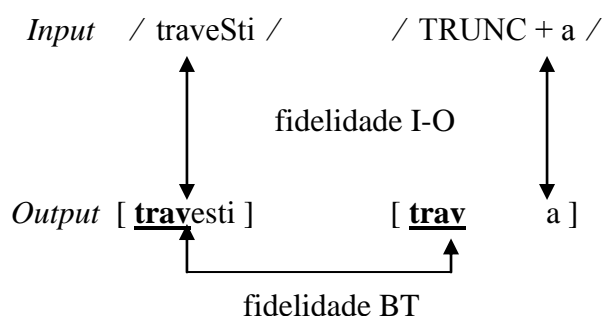 Input / traveSti / / TRUNC + a /
fidelidade I-O
Output [ travesti ] [ trav a ]
fidelidade BT